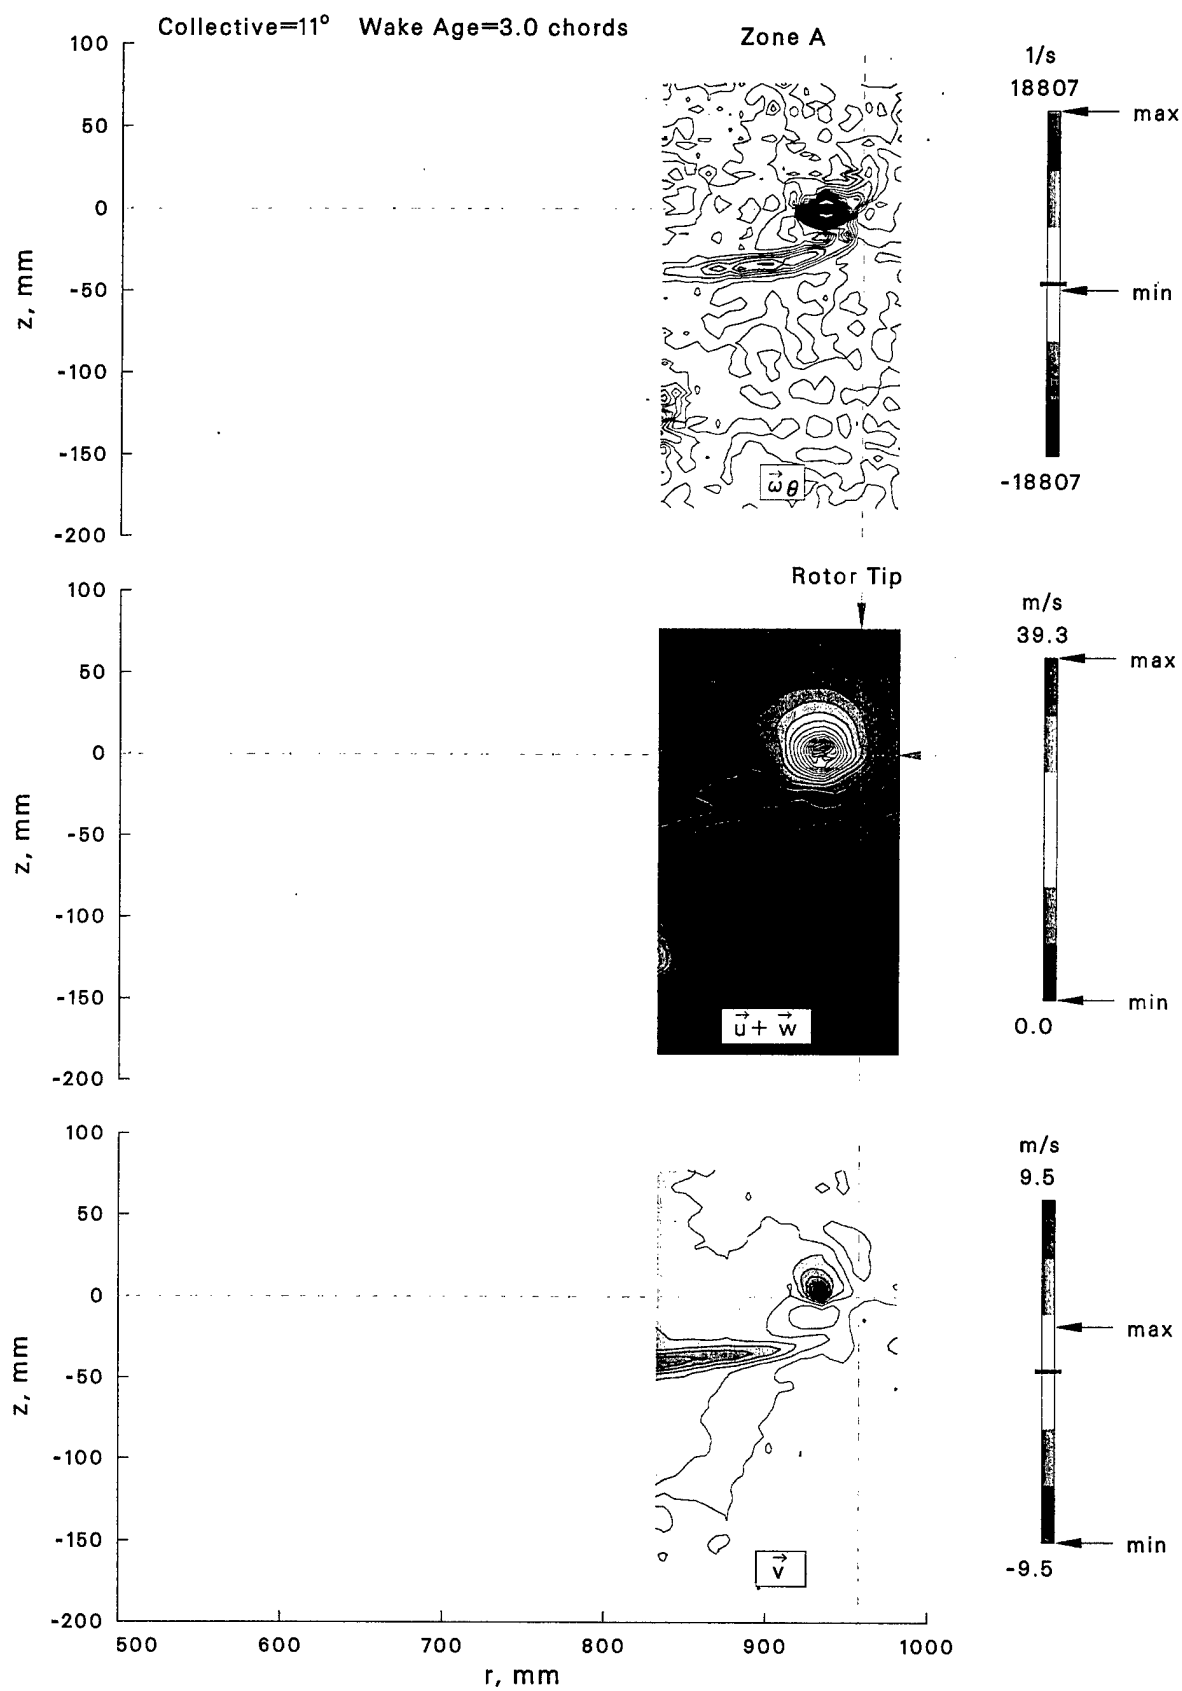 Collective=11° Wake Age=3.0 chords
Zone A
100
50
0
-50
-100
-150
-200
z, mm
1/s
18807
max
min
-18807
ω⃗θ
Rotor Tip
100
50
0
-50
-100
-150
-200
z, mm
m/s
39.3
max
min
0.0
u⃗ + w⃗
100
50
0
-50
-100
-150
-200
z, mm
m/s
9.5
max
min
-9.5
v⃗
500 600 700 800 900 1000
r, mm